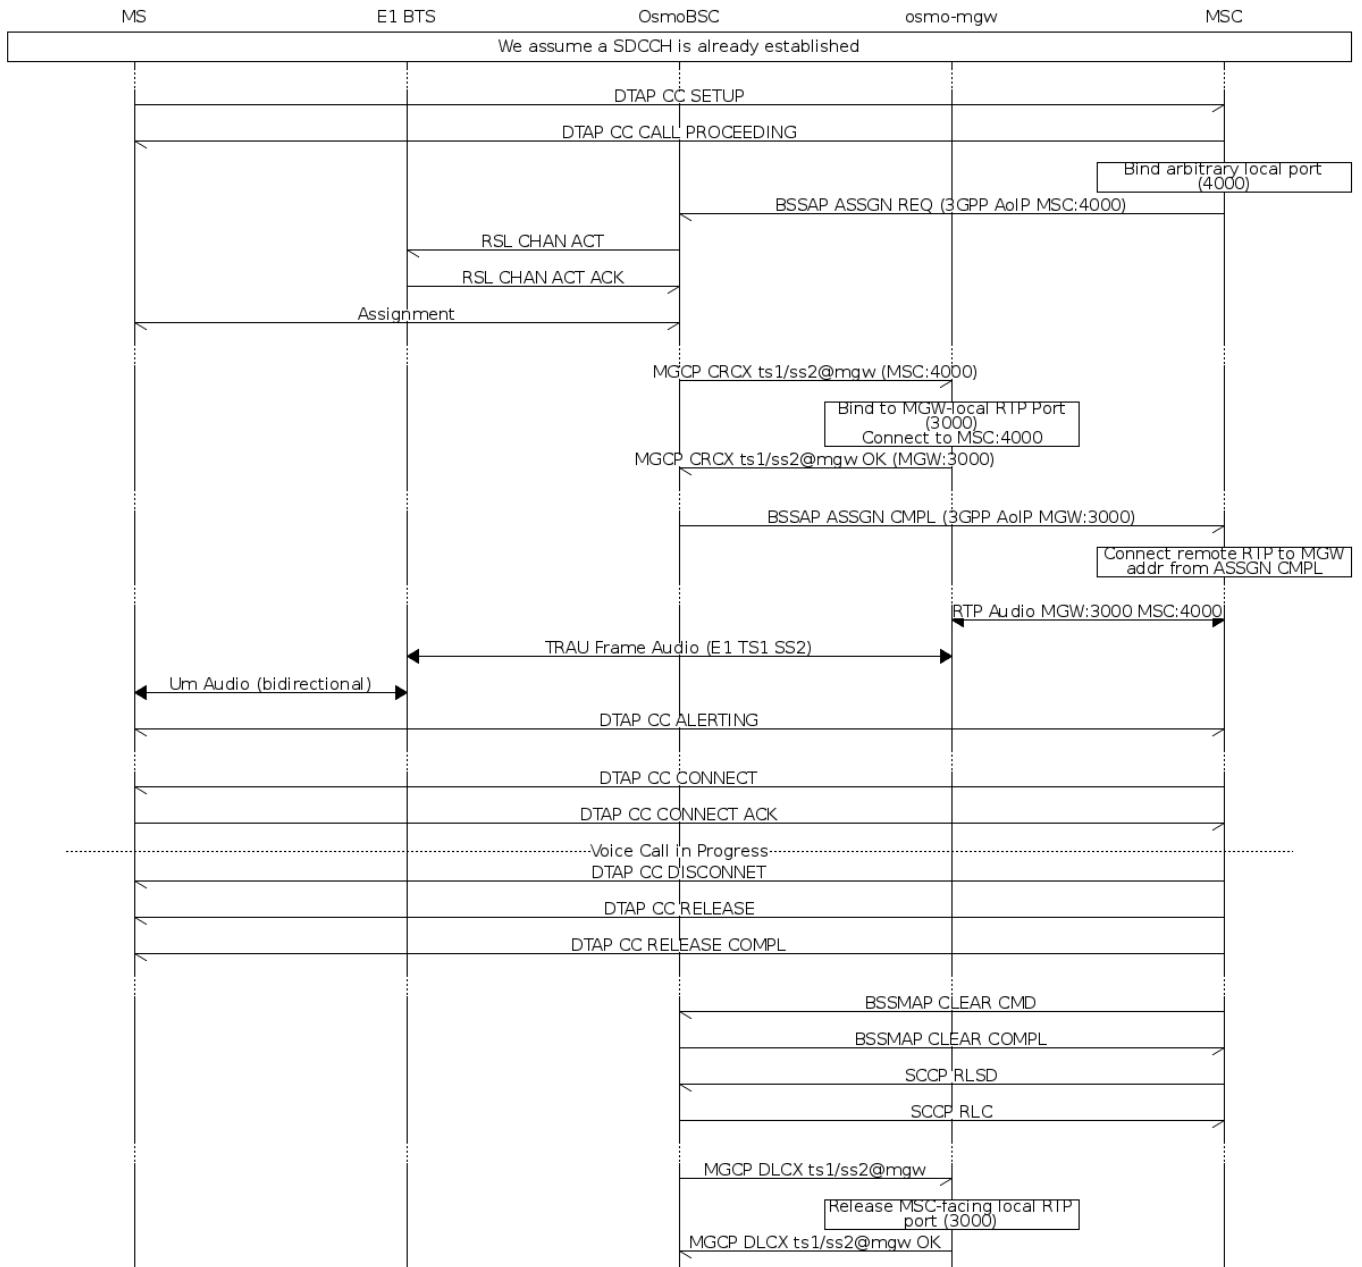 MS E1 BTS OsmoBSC osmo-mgw MSC
We assume a SDCCH is already established
DTAP CC SETUP
DTAP CC CALL PROCEEDING
Bind arbitrary local port
(4000)
BSSAP ASSGN REQ (3GPP AoIP MSC:4000)
RSL CHAN ACT
RSL CHAN ACT ACK
Assignment
MGCP CRCX ts1/ss2@mgw (MSC:4000)
Bind to MGW-local RTP Port
(3000)
Connect to MSC:4000
MGCP CRCX ts1/ss2@mgw OK (MGW:3000)
BSSAP ASSGN CMPL (3GPP AoIP MGW:3000)
Connect remote RTP to MGW
addr from ASSGN CMPL
RTP Audio MGW:3000 MSC:4000
TRAU Frame Audio (E1 TS1 SS2)
Um Audio (bidirectional)
DTAP CC ALERTING
DTAP CC CONNECT
DTAP CC CONNECT ACK
Voice Call in Progress
DTAP CC DISCONNET
DTAP CC RELEASE
DTAP CC RELEASE COMPL
BSSMAP CLEAR CMD
BSSMAP CLEAR COMPL
SCCP RLSD
SCCP RLC
MGCP DLCX ts1/ss2@mgw
Release MSC-facing local RTP
port (3000)
MGCP DLCX ts1/ss2@mgw OK